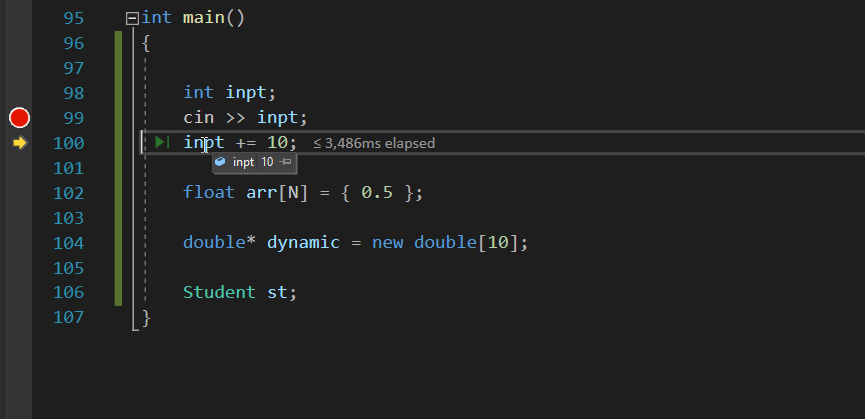 95 int main()
96 {
97
98 int inpt;
99 cin >> inpt;
100 inpt += 10; ≤ 3,486ms elapsed
inpt 10
101
102 float arr[N] = { 0.5 };
103
104 double* dynamic = new double[10];
105
106 Student st;
107 }